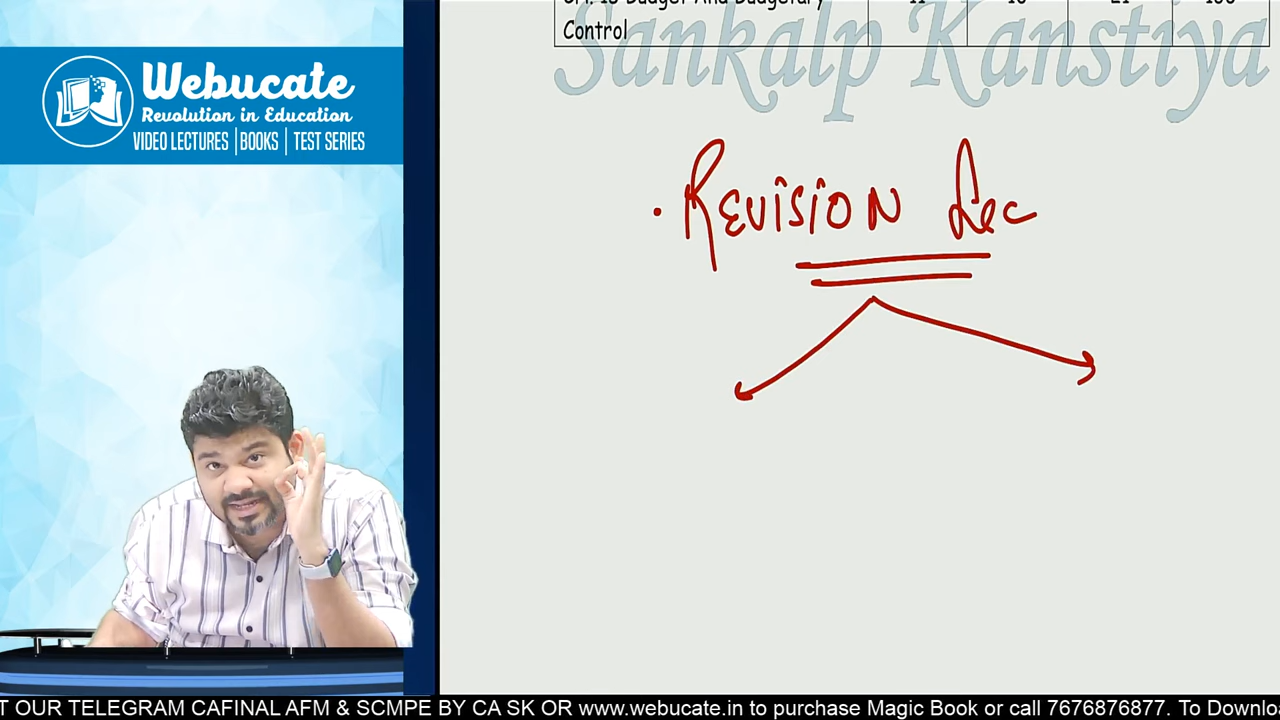 Control
Sankalp Kanstiya
Webucate
Revolution in Education
VIDEO LECTURES | BOOKS | TEST SERIES
• REVISION Lec
T OUR TELEGRAM CAFINAL AFM & SCMPE BY CA SK OR www.webucate.in to purchase Magic Book or call 7676876877. To Downlo